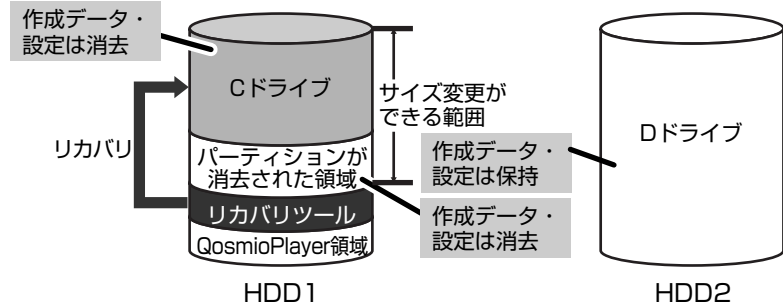 作成データ・
設定は消去
Cドライブ
サイズ変更が
できる範囲
リカバリ
パーティションが
消去された領域
リカバリツール
QosmioPlayer領域
HDD1
作成データ・
設定は保持
作成データ・
設定は消去
Dドライブ
HDD2